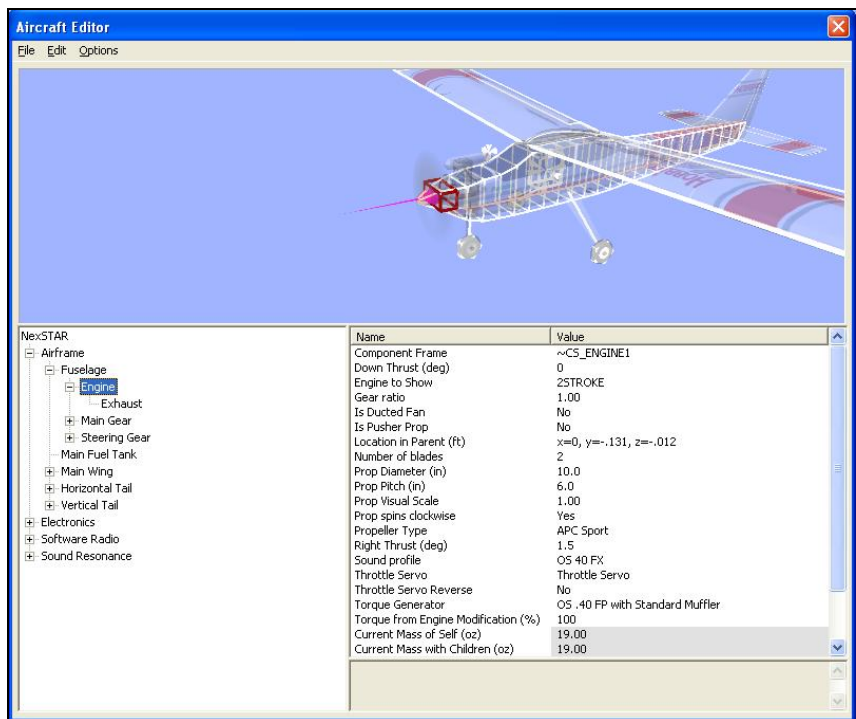 Aircraft Editor
File Edit Options
NexSTAR
Airframe
Fuselage
Engine
Exhaust
Main Gear
Steering Gear
Main Fuel Tank
Main Wing
Horizontal Tail
Vertical Tail
Electronics
Software Radio
Sound Resonance
Name Value
Component Frame ~CS_ENGINE1
Down Thrust (deg) 0
Engine to Show 2STROKE
Gear ratio 1.00
Is Ducted Fan No
Is Pusher Prop No
Location in Parent (ft) x=0, y=-.131, z=-.012
Number of blades 2
Prop Diameter (in) 10.0
Prop Pitch (in) 6.0
Prop Visual Scale 1.00
Prop spins clockwise Yes
Propeller Type APC Sport
Right Thrust (deg) 1.5
Sound profile OS 40 FX
Throttle Servo Throttle Servo
Throttle Servo Reverse No
Torque Generator OS .40 FP with Standard Muffler
Torque from Engine Modification (%) 100
Current Mass of Self (oz) 19.00
Current Mass with Children (oz) 19.00